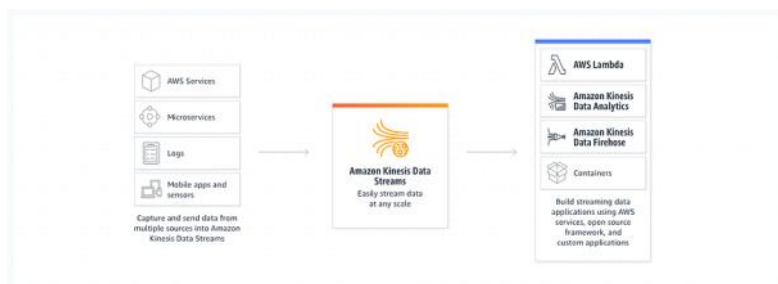 AWS Services
Microservices
Logs
Mobile apps and
sensors
Capture and send data from
multiple sources into Amazon
Kinesis Data Streams
Amazon Kinesis Data
Streams
Easily stream data
at any scale
AWS Lambda
Amazon Kinesis
Data Analytics
Amazon Kinesis
Data Firehose
Containers
Build streaming data
applications using AWS
services, open source
framework, and
custom applications